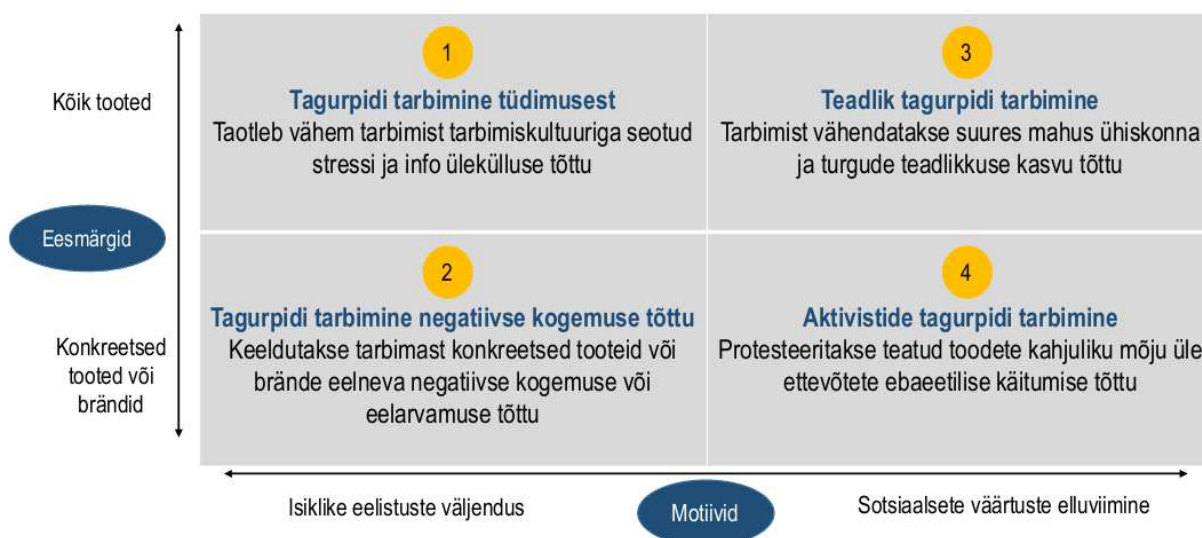 Kõik tooted
Eesmärgid
Konkreetsed
tooted või
brändid
1
Tagurpidi tarbimine tüdimusest
Taotleb vähem tarbimist tarbimiskultuuriga seotud
stressi ja info ülekülluse tõttu
3
Teadlik tagurpidi tarbimine
Tarbimist vähendatakse suures mahus ühiskonna
ja turgude teadlikkuse kasvu tõttu
2
Tagurpidi tarbimine negatiivse kogemuse tõttu
Keeldutakse tarbimast konkreetsed tooteid või
brände eelneva negatiivse kogemuse või
eelarvamuse tõttu
4
Aktivistide tagurpidi tarbimine
Protesteeritakse teatud toodete kahjuliku mõju üle
ettevõtete ebaeetilise käitumise tõttu
Isiklike eelistuste väljendus
Motiivid
Sotsiaalsete väärtuste elluviimine